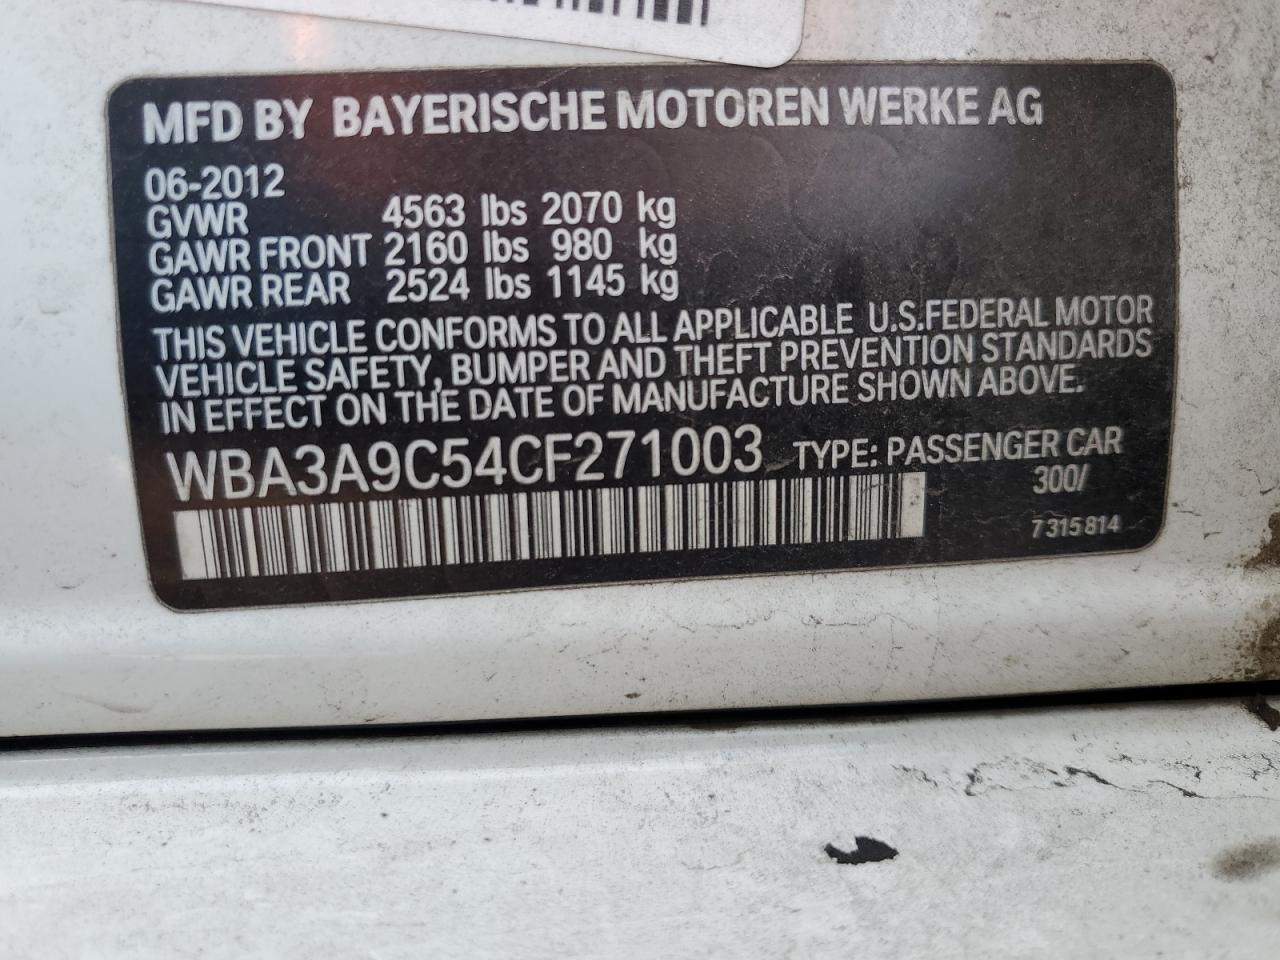 MFD BY BAYERISCHE MOTOREN WERKE AG
06-2012
GVWR 4563 lbs 2070 kg
GAWR FRONT 2160 lbs 980 kg
GAWR REAR 2524 lbs 1145 kg
THIS VEHICLE CONFORMS TO ALL APPLICABLE U.S.FEDERAL MOTOR
VEHICLE SAFETY, BUMPER AND THEFT PREVENTION STANDARDS
IN EFFECT ON THE DATE OF MANUFACTURE SHOWN ABOVE.
WBA3A9C54CF271003 TYPE: PASSENGER CAR
300/
7 315 814